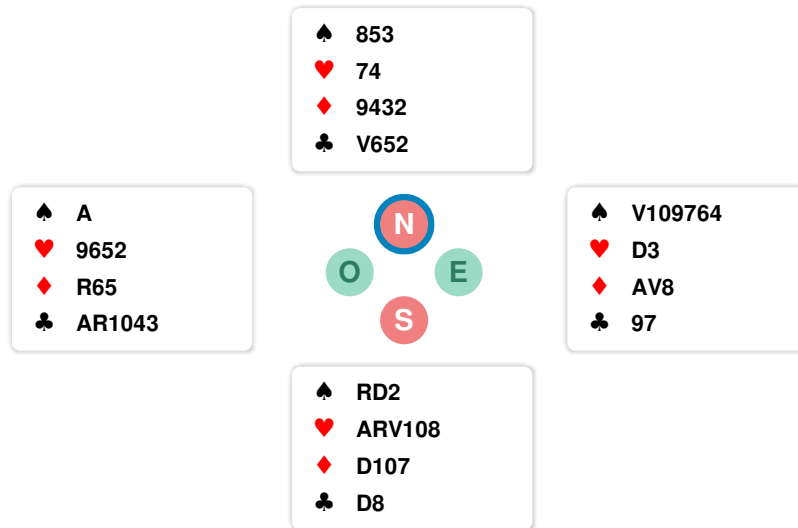 ♠ 853
♥ 74
♦ 9432
♣ V652
♠ A
♥ 9652
♦ R65
♣ AR1043
N
O E
S
♠ V109764
♥ D3
♦ AV8
♣ 97
♠ RD2
♥ ARV108
♦ D107
♣ D8